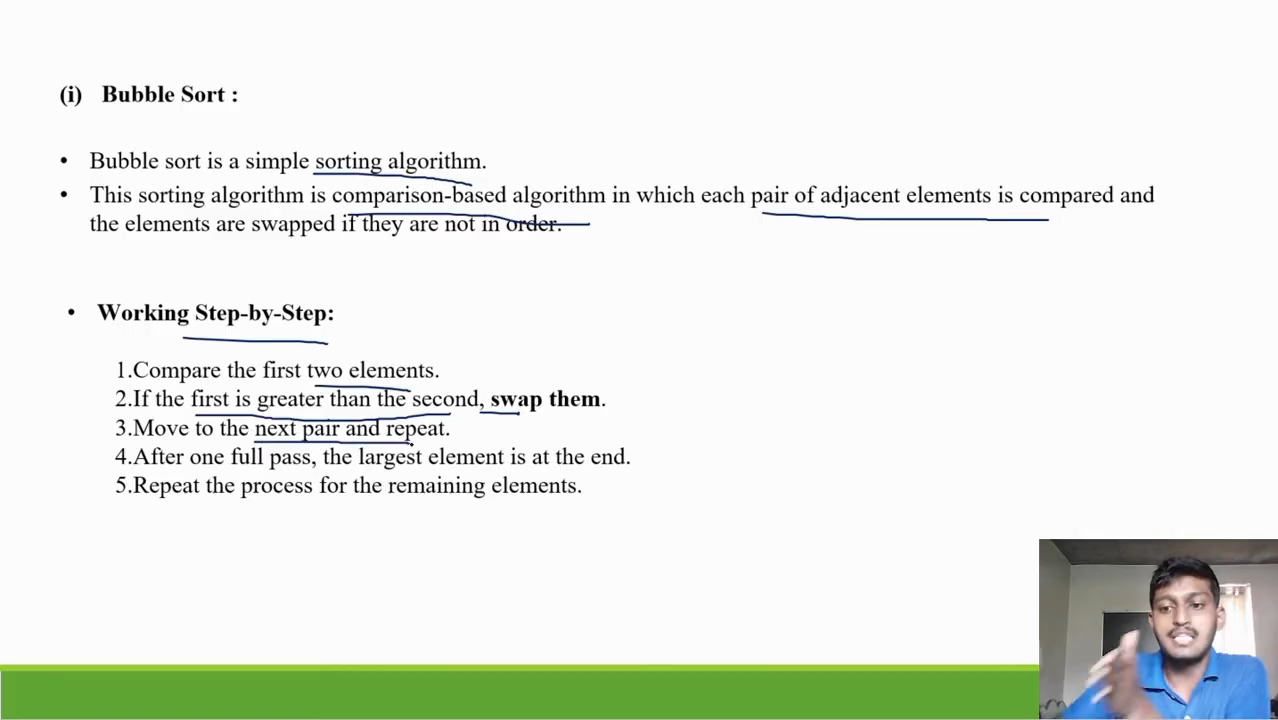 (i) Bubble Sort :
• Bubble sort is a simple sorting algorithm.
• This sorting algorithm is comparison-based algorithm in which each pair of adjacent elements is compared and
the elements are swapped if they are not in order.
• Working Step-by-Step:
1.Compare the first two elements.
2.If the first is greater than the second, swap them.
3.Move to the next pair and repeat.
4.After one full pass, the largest element is at the end.
5.Repeat the process for the remaining elements.